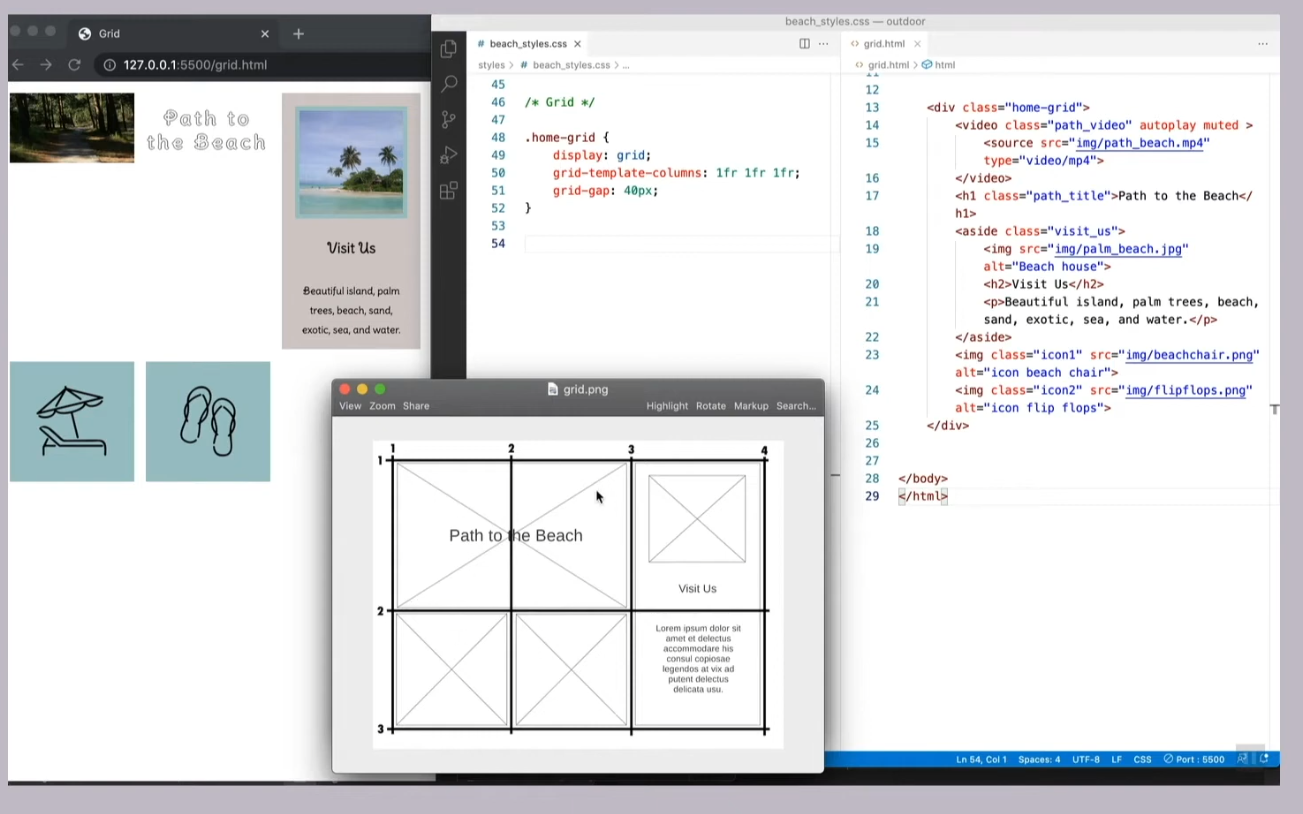 beach_styles.css — outdoor
Grid
127.0.0.1:5500/grid.html
Path to
the Beach
Visit Us
Beautiful island, palm
trees, beach, sand,
exotic, sea, and water.
# beach_styles.css
styles > # beach_styles.css > ...
45
46 /* Grid */
47
48 .home-grid {
49 display: grid;
50 grid-template-columns: 1fr 1fr 1fr;
51 grid-gap: 40px;
52 }
53
54
<> grid.html
<> grid.html > html
12
13 <div class="home-grid">
14 <video class="path_video" autoplay muted >
15 <source src="img/path_beach.mp4"
type="video/mp4">
16 </video>
17 <h1 class="path_title">Path to the Beach</
h1>
18 <aside class="visit_us">
19 <img src="img/palm_beach.jpg"
alt="Beach house">
20 <h2>Visit Us</h2>
21 <p>Beautiful island, palm trees, beach,
sand, exotic, sea, and water.</p>
22 </aside>
23 <img class="icon1" src="img/beachchair.png"
alt="icon beach chair">
24 <img class="icon2" src="img/flipflops.png"
alt="icon flip flops">
25 </div>
26
27
28 </body>
29 </html>
grid.png
View Zoom Share
Highlight Rotate Markup Search...
1 2 3 4
1
Path to the Beach
Visit Us
2
Lorem ipsum dolor sit
amet et delectus
accommodare his
consul copiosae
legendos at vix ad
putent delectus
delicata usu.
3
Ln 54, Col 1 Spaces: 4 UTF-8 LF CSS Port : 5500